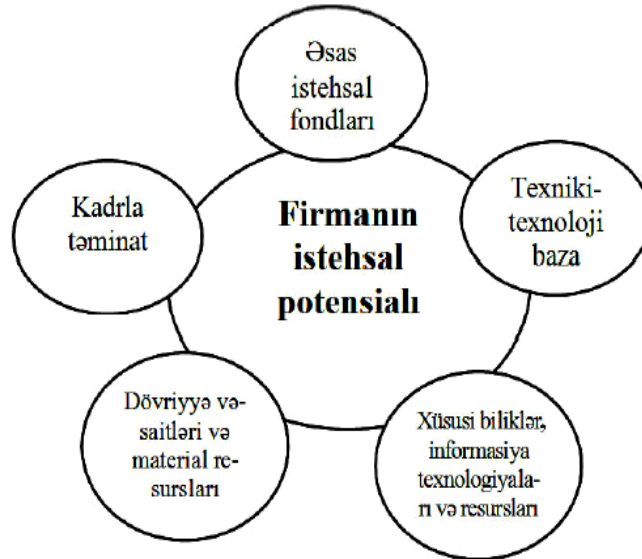 Əsas
istehsal
fondları
Kadrla
təminat
Firmanın
istehsal
potensialı
Texniki-
texnoloji
baza
Dövriyyə və-
saitləri və
material re-
sursları
Xüsusi biliklər,
informasiya
texnologiyala-
rı və resursları